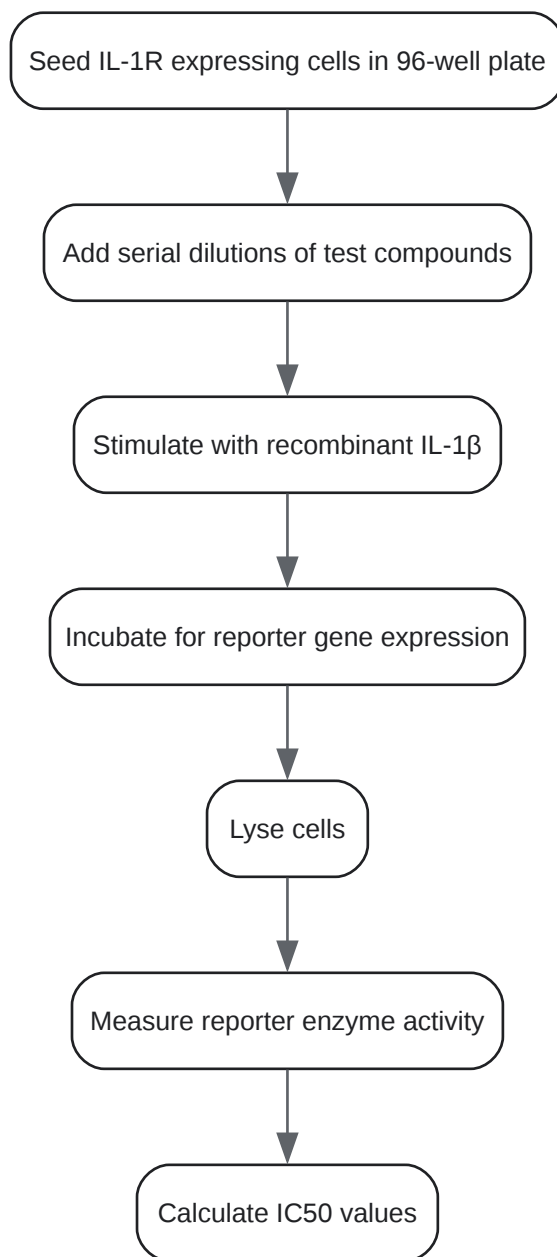 Seed IL-1R expressing cells in 96-well plate
Add serial dilutions of test compounds
Stimulate with recombinant IL-1β
Incubate for reporter gene expression
Lyse cells
Measure reporter enzyme activity
Calculate IC50 values